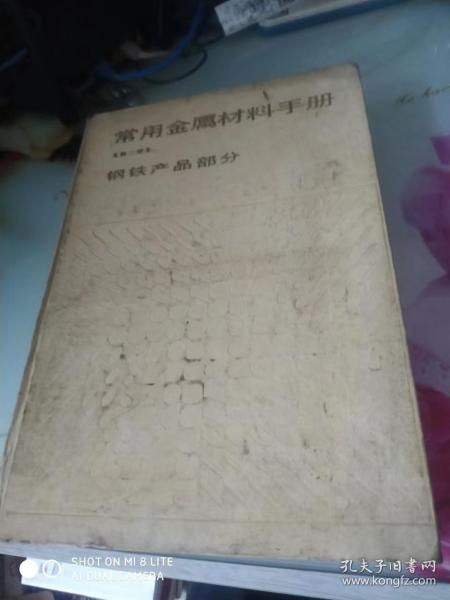 常用金属材料手册
钢铁产品部分
SHOT ON MI 8 LITE
AI DUAL CAMERA
孔夫子旧书网
www.kongfz.com